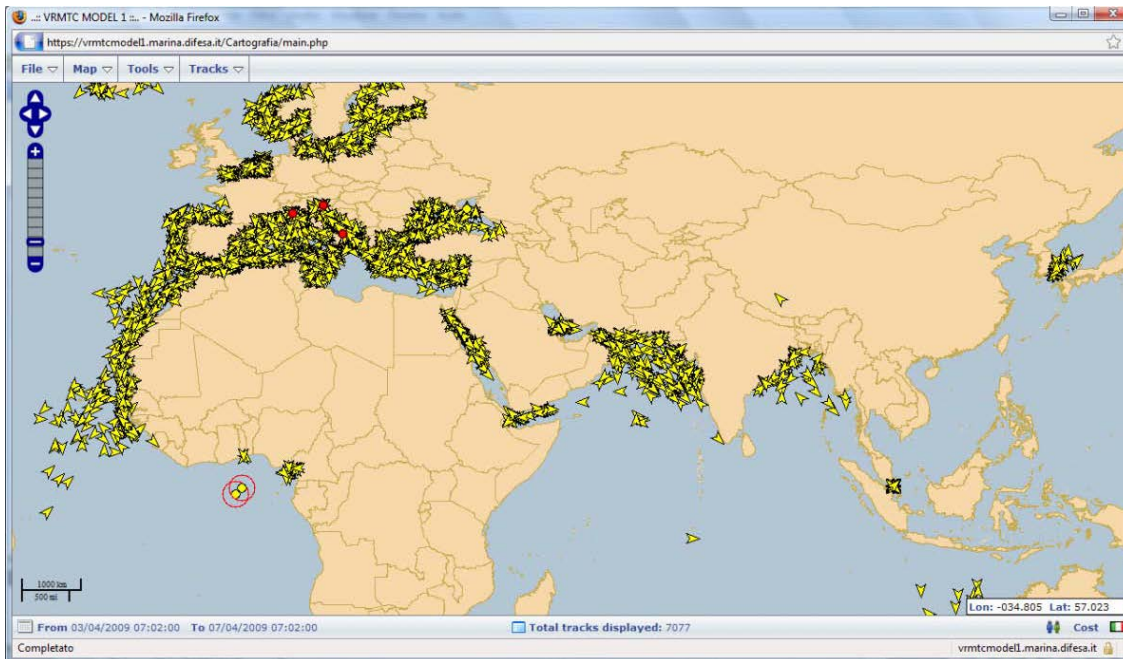 ..:: VRMTC MODEL 1 ::.. - Mozilla Firefox
https://vrmtcmodel1.marina.difesa.it/Cartografia/main.php
File Map Tools Tracks
1000 km
500 mi
Lon: -034.805 Lat: 57.023
From 03/04/2009 07:02:00 To 07/04/2009 07:02:00 Total tracks displayed: 7077 Cost
Completato vrmtcmodel1.marina.difesa.it